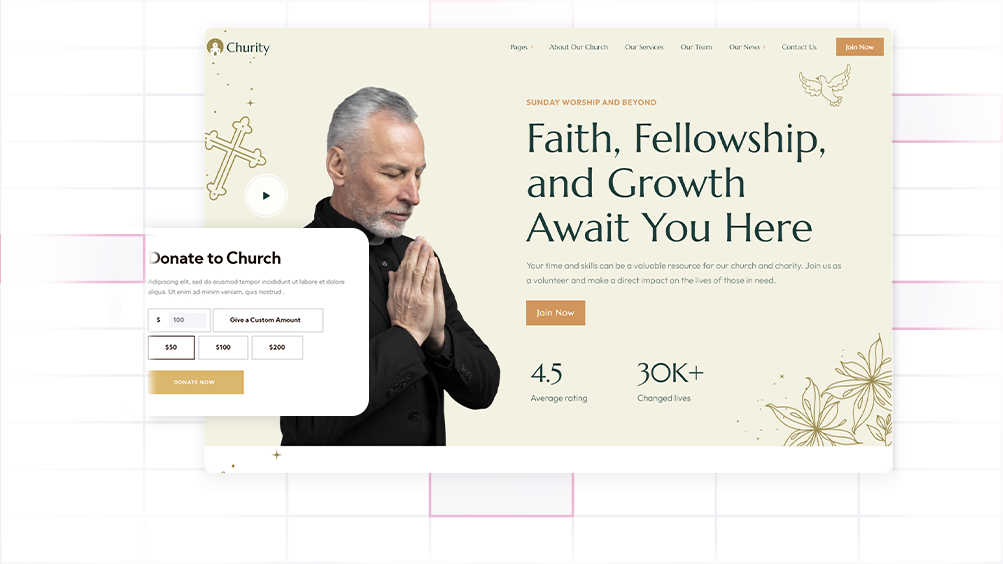 Churity
Pages
About Our Church
Our Services
Our Team
Our News
Contact Us
Join Now
SUNDAY WORSHIP AND BEYOND
Faith, Fellowship,
and Growth
Await You Here
Your time and skills can be a valuable resource for our church and charity. Join us as
a volunteer and make a direct impact on the lives of those in need.
Join Now
4.5
Average rating
30K+
Changed lives
Donate to Church
Adipiscing elit, sed do eiusmod tempor incididunt ut labore et dolore
aliqua. Ut enim ad minim veniam, quis nostrud .
$ 100
Give a Custom Amount
$50
$100
$200
DONATE NOW